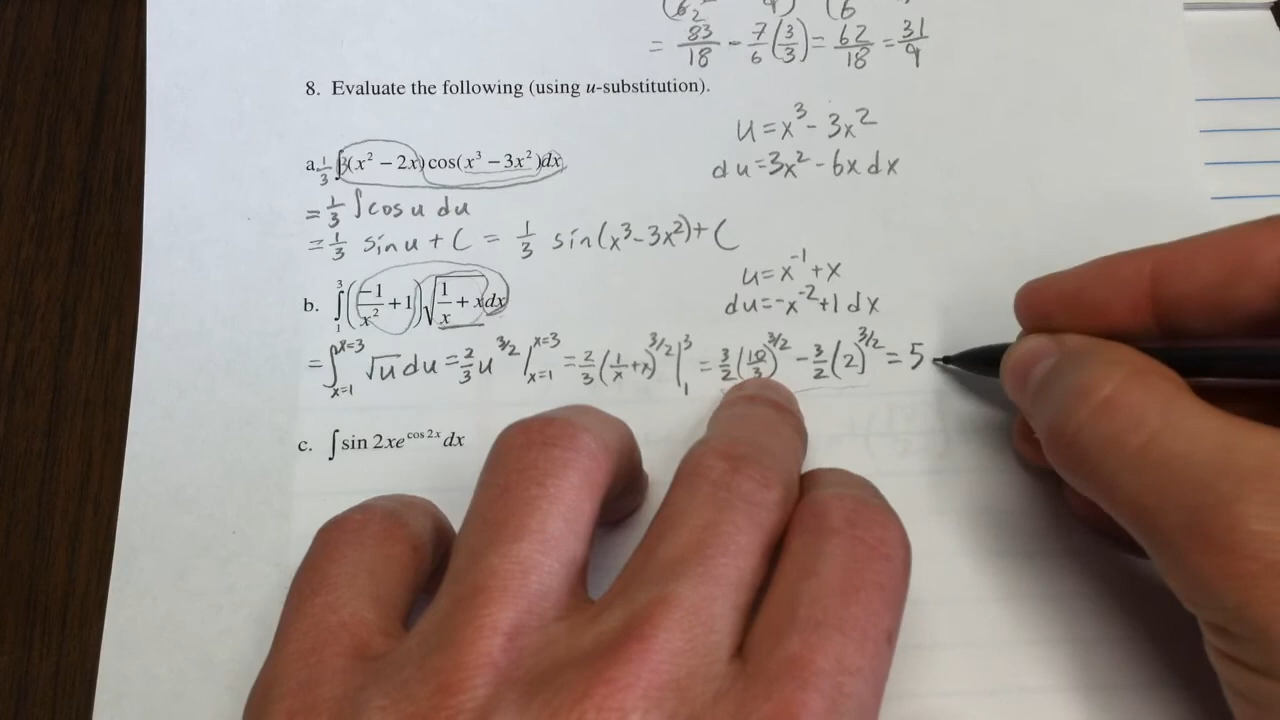 = 83/18 - 7/6 (3/3) = 62/18 = 31/9
8. Evaluate the following (using u-substitution).
u = x³ - 3x²
a. 1/3 ∫ 3(x² − 2x) cos(x³ − 3x²)dx
du = 3x² - 6x dx
= 1/3 ∫ cos u du
= 1/3 sin u + C = 1/3 sin(x³-3x²) + C
u = x⁻¹ + x
b. ∫₁³ (−1/x² + 1) √(1/x + x) dx
du = -x⁻² + 1 dx
= ∫_{x=1}^{x=3} √u du = 2/3 u^{3/2} |_{x=1}^{x=3} = 2/3 (1/x + x)^{3/2} |₁³ = 3/2 (10/3)^{3/2} - 3/2 (2)^{3/2} = 5
c. ∫ sin 2xe^{cos 2x} dx